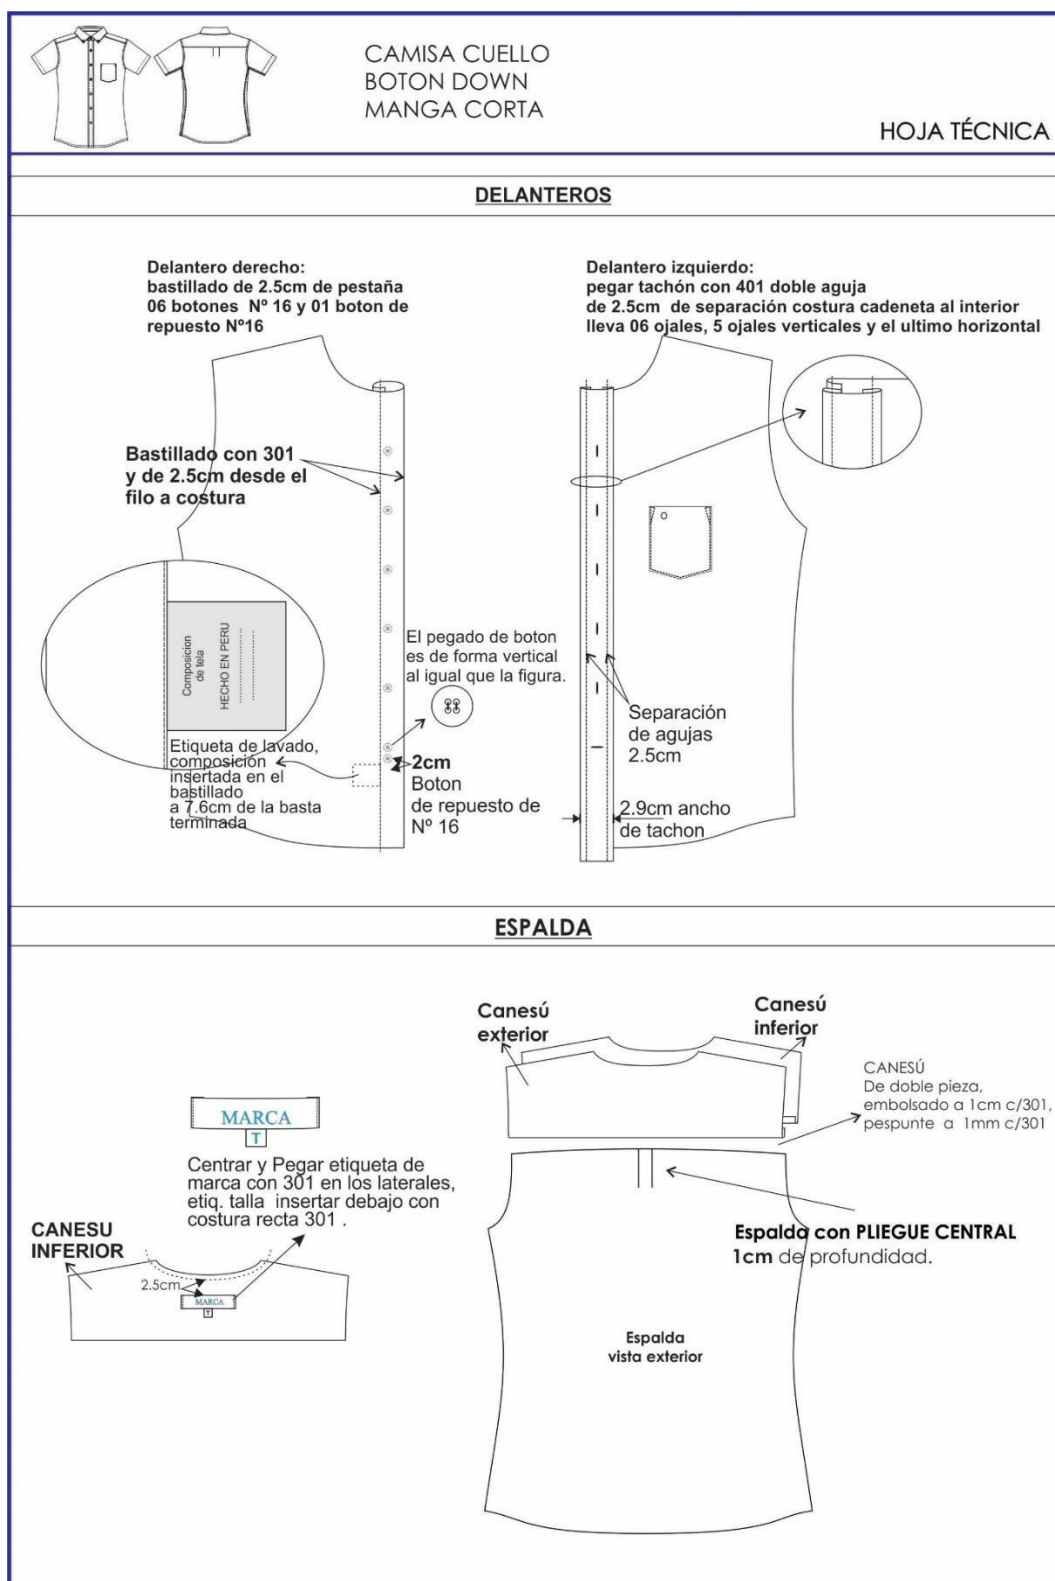 CAMISA CUELLO
BOTON DOWN
MANGA CORTA
HOJA TÉCNICA
DELANTEROS
Delantero derecho:
bastillado de 2.5cm de pestaña
06 botones Nº 16 y 01 boton de
repuesto Nº16
Delantero izquierdo:
pegar tachón con 401 doble aguja
de 2.5cm de separación costura cadeneta al interior
lleva 06 ojales, 5 ojales verticales y el ultimo horizontal
Bastillado con 301
y de 2.5cm desde el
filo a costura
Composicion
de tela
HECHO EN PERU
El pegado de boton
es de forma vertical
al igual que la figura.
Etiqueta de lavado,
composición
insertada en el
bastillado
a 7.6cm de la basta
terminada
2cm
Boton
de repuesto de
Nº 16
Separación
de agujas
2.5cm
2.9cm ancho
de tachon
ESPALDA
Canesú
exterior
Canesú
inferior
CANESÚ
De doble pieza,
embolsado a 1cm c/301,
pespunte a 1mm c/301
MARCA
T
Centrar y Pegar etiqueta de
marca con 301 en los laterales,
etiq. talla insertar debajo con
costura recta 301 .
CANESU
INFERIOR
2.5cm
MARCA
T
Espalda con PLIEGUE CENTRAL
1cm de profundidad.
Espalda
vista exterior